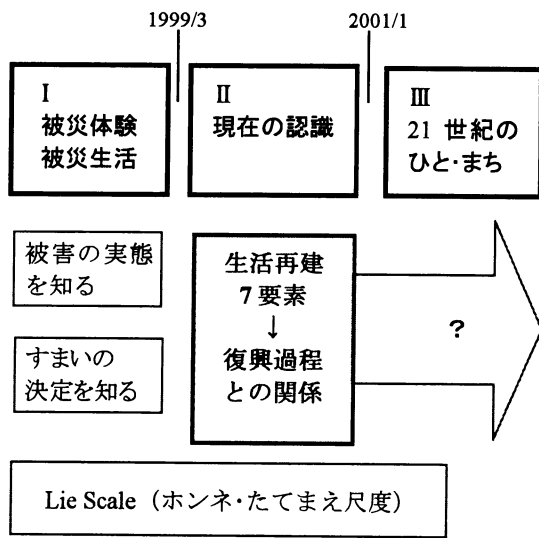 1999/3
2001/1
Ⅰ
被災体験
被災生活
Ⅱ
現在の認識
Ⅲ
21 世紀の
ひと・まち
被害の実態
を知る
すまいの
決定を知る
生活再建
7 要素
↓
復興過程
との関係
?
Lie Scale(ホンネ・たてまえ尺度)